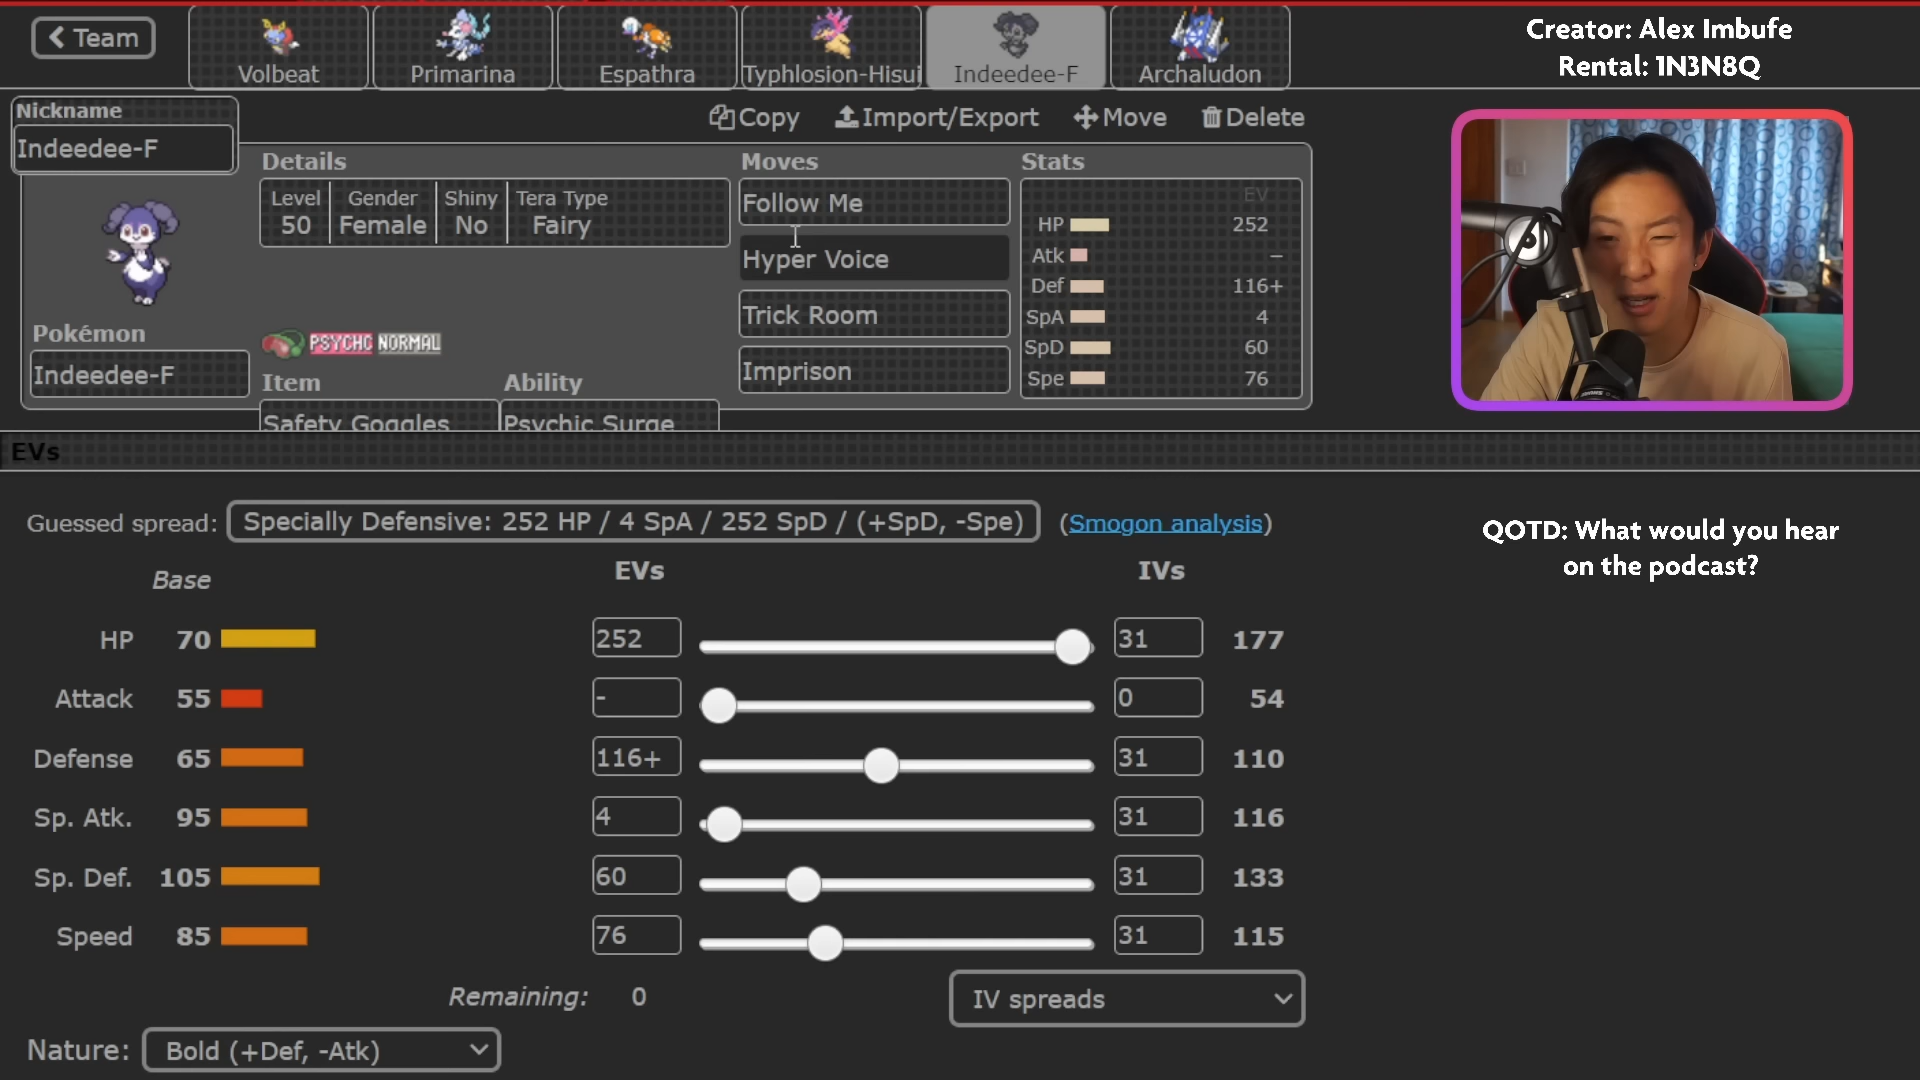 Team
Volbeat
Primarina
Espathra
Typhlosion-Hisui
Indeedee-F
Archaludon
Creator: Alex Imbufe
Rental: 1N3N8Q
Nickname
Indeedee-F
Copy
Import/Export
Move
Delete
Details
Level
50
Gender
Female
Shiny
No
Tera Type
Fairy
Moves
Follow Me
Hyper Voice
Trick Room
Imprison
Stats
EV
HP 252
Atk –
Def 116+
SpA 4
SpD 60
Spe 76
Pokémon
Indeedee-F
PSYCHC NORMAL
Item
Safety Goggles
Ability
Psychic Surge
EVs
Guessed spread: Specially Defensive: 252 HP / 4 SpA / 252 SpD / (+SpD, -Spe) (Smogon analysis)
QOTD: What would you hear
on the podcast?
Base EVs IVs
HP 70 252 31 177
Attack 55 - 0 54
Defense 65 116+ 31 110
Sp. Atk. 95 4 31 116
Sp. Def. 105 60 31 133
Speed 85 76 31 115
Remaining: 0
IV spreads
Nature: Bold (+Def, -Atk)